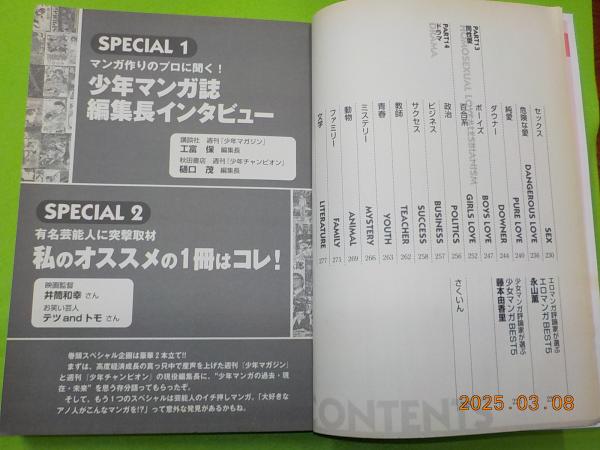 SPECIAL 1
マンガ作りのプロに聞く!
少年マンガ誌
編集長インタビュー
講談社 週刊『少年マガジン』
工富 保 編集長
秋田書店 週刊『少年チャンピオン』
樋口 茂 編集長
SPECIAL 2
有名芸能人に突撃取材
私のオススメの1冊はコレ!
映画監督
井筒和幸 さん
お笑い芸人
テツ and トモ さん
巻頭スペシャル企画は豪華2本立て!!
まずは、高度経済成長の真っ只中で産声を上げた週刊『少年マガジン』
と週刊『少年チャンピオン』の現役編集長に、“少年マンガの過去・現
在・未来”を思う存分語ってもらったぞ。
そして、もう1つのスペシャルは芸能人のイチ押しマンガ。「大好きな
アノ人がこんなマンガを!?」って意外な発見があるかもね。
セックス SEX 230
危険な愛 DANGEROUS LOVE 236
純愛 PURE LOVE 240
ダウナー DOWNER 244
PART13
HOMOSEXUAL LOVE/LESBIANISM
ボーイズ BOYS LOVE 247
百合系 GIRLS LOVE 252
PART14
DRAMA
政治 POLITICS 256
ビジネス BUSINESS 257
サクセス SUCCESS 258
教師 TEACHER 262
青春 YOUTH 263
ミステリー MYSTERY 266
動物 ANIMAL 269
ファミリー FAMILY 273
文学 LITERATURE 277
エロマンガ評論家が選ぶ
エロマンガBEST5
永山薫
少女マンガ評論家が選ぶ
少女マンガBEST5
藤本由香里
さくいん
CONTENTS
2025.03.08